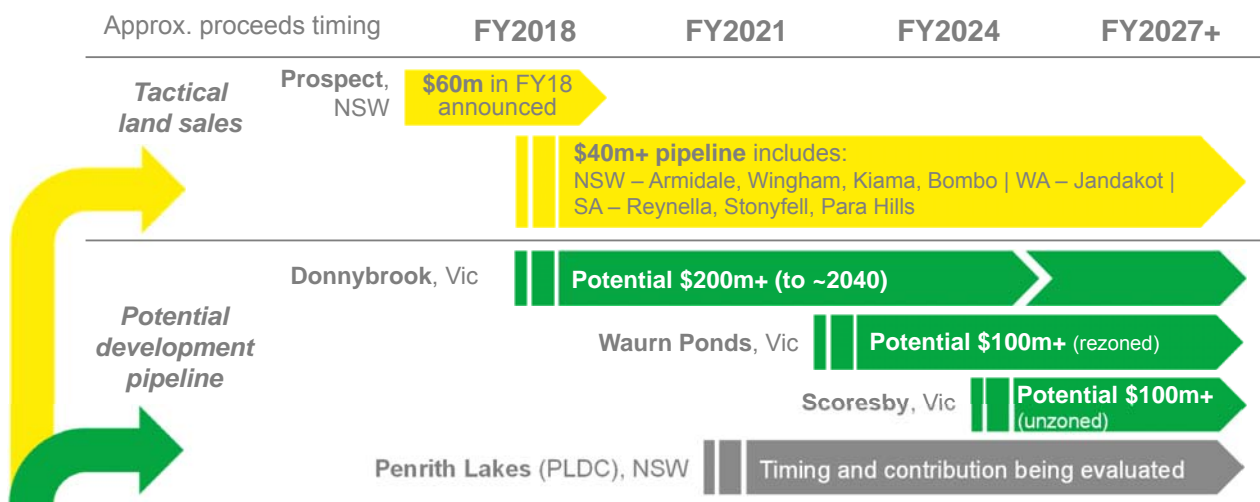 Approx. proceeds timing FY2018 FY2021 FY2024 FY2027+
Tactical
land sales
Prospect,
NSW
$60m in FY18
announced
$40m+ pipeline includes:
NSW – Armidale, Wingham, Kiama, Bombo | WA – Jandakot |
SA – Reynella, Stonyfell, Para Hills
Potential
development
pipeline
Donnybrook, Vic
Potential $200m+ (to ~2040)
Waurn Ponds, Vic
Potential $100m+ (rezoned)
Scoresby, Vic
Potential $100m+
(unzoned)
Penrith Lakes (PLDC), NSW
Timing and contribution being evaluated